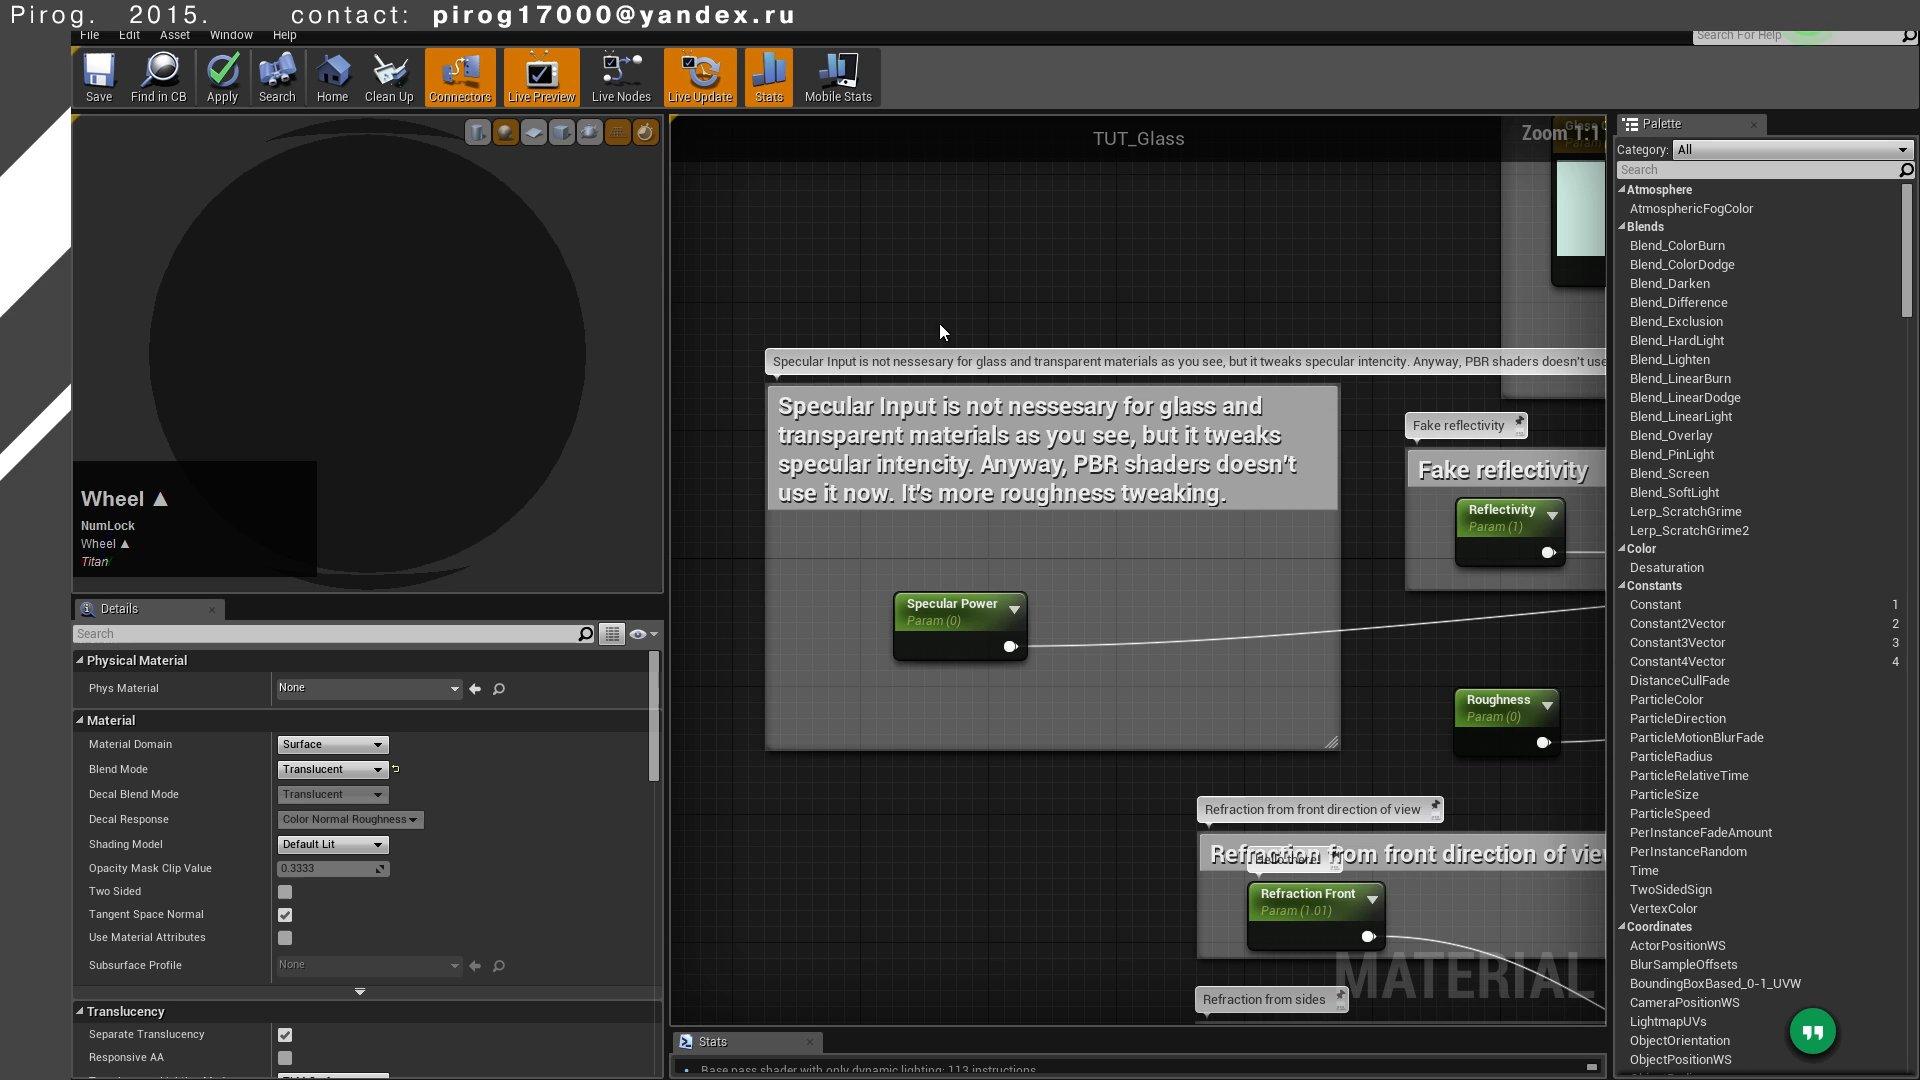 Pirog. 2015. contact: pirog17000@yandex.ru
File Edit Asset Window Help
Search For Help
Save Find in CB Apply Search Home Clean Up Connectors Live Preview Live Nodes Live Update Stats Mobile Stats
TUT_Glass
Zoom 1:1
Wheel ▲
NumLock
Wheel ▲
Titan
Details
Search
Physical Material
Phys Material None
Material
Material Domain Surface
Blend Mode Translucent
Decal Blend Mode Translucent
Decal Response Color Normal Roughness
Shading Model Default Lit
Opacity Mask Clip Value 0.3333
Two Sided
Tangent Space Normal
Use Material Attributes
Subsurface Profile None
Translucency
Separate Translucency
Responsive AA
Specular Input is not nessesary for glass and transparent materials as you see, but it tweaks specular intencity. Anyway, PBR shaders doesn't use
Specular Input is not nessesary for glass and
transparent materials as you see, but it tweaks
specular intencity. Anyway, PBR shaders doesn't
use it now. It's more roughness tweaking.
Specular Power
Param (0)
Fake reflectivity
Fake reflectivity
Reflectivity
Param (1)
Roughness
Param (0)
Refraction from front direction of view
Refraction from front direction of view
Hello there!
Refraction Front
Param (1.01)
MATERIAL
Refraction from sides
Stats
Base pass shader with only dynamic lighting: 113 instructions
Palette
Category: All
Search
Atmosphere
AtmosphericFogColor
Blends
Blend_ColorBurn
Blend_ColorDodge
Blend_Darken
Blend_Difference
Blend_Exclusion
Blend_HardLight
Blend_Lighten
Blend_LinearBurn
Blend_LinearDodge
Blend_LinearLight
Blend_Overlay
Blend_PinLight
Blend_Screen
Blend_SoftLight
Lerp_ScratchGrime
Lerp_ScratchGrime2
Color
Desaturation
Constants
Constant 1
Constant2Vector 2
Constant3Vector 3
Constant4Vector 4
DistanceCullFade
ParticleColor
ParticleDirection
ParticleMotionBlurFade
ParticleRadius
ParticleRelativeTime
ParticleSize
ParticleSpeed
PerInstanceFadeAmount
PerInstanceRandom
Time
TwoSidedSign
VertexColor
Coordinates
ActorPositionWS
BlurSampleOffsets
BoundingBoxBased_0-1_UVW
CameraPositionWS
LightmapUVs
ObjectOrientation
ObjectPositionWS